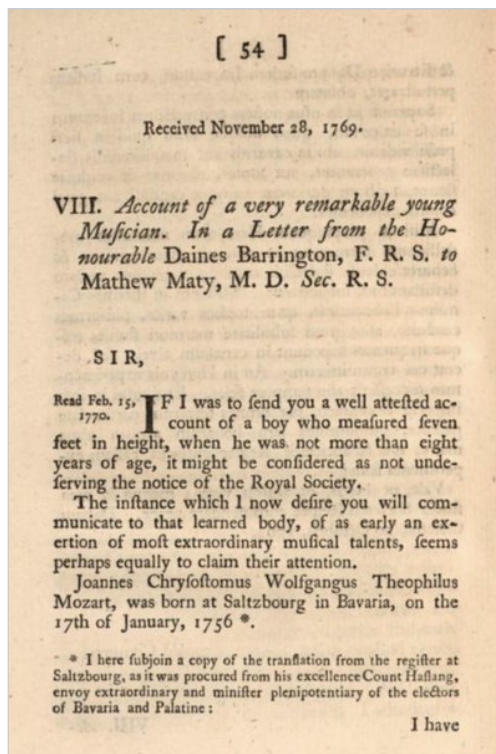 [ 54 ]
Received November 28, 1769.
VIII. Account of a very remarkable young
Muſician. In a Letter from the Ho-
nourable Daines Barrington, F. R. S. to
Mathew Maty, M. D. Sec. R. S.
SIR,
Read Feb. 15, 1770.
IF I was to ſend you a well atteſted ac-
count of a boy who meaſured ſeven
feet in height, when he was not more than eight
years of age, it might be conſidered as not unde-
ſerving the notice of the Royal Society.
The inſtance which I now deſire you will com-
municate to that learned body, of as early an ex-
ertion of moſt extraordinary muſical talents, ſeems
perhaps equally to claim their attention.
Joannes Chryſoſtomus Wolfgangus Theophilus
Mozart, was born at Saltzbourg in Bavaria, on the
17th of January, 1756 *.
* I here ſubjoin a copy of the tranſlation from the regiſter at
Saltzbourg, as it was procured from his excellence Count Haſlang,
envoy extraordinary and miniſter plenipotentiary of the electors
of Bavaria and Palatine :
I have